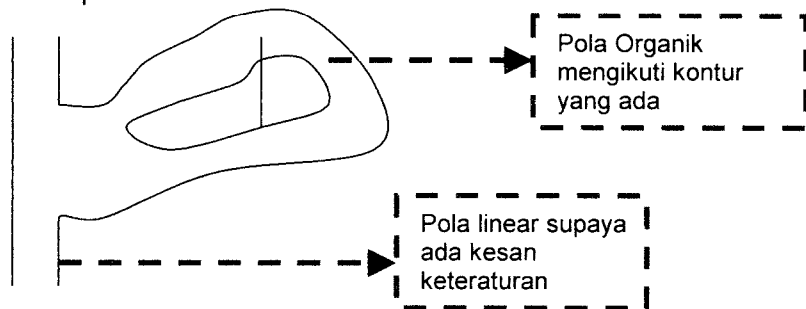 Pola Organik
mengikuti kontur
yang ada
Pola linear supaya
ada kesan
keteraturan